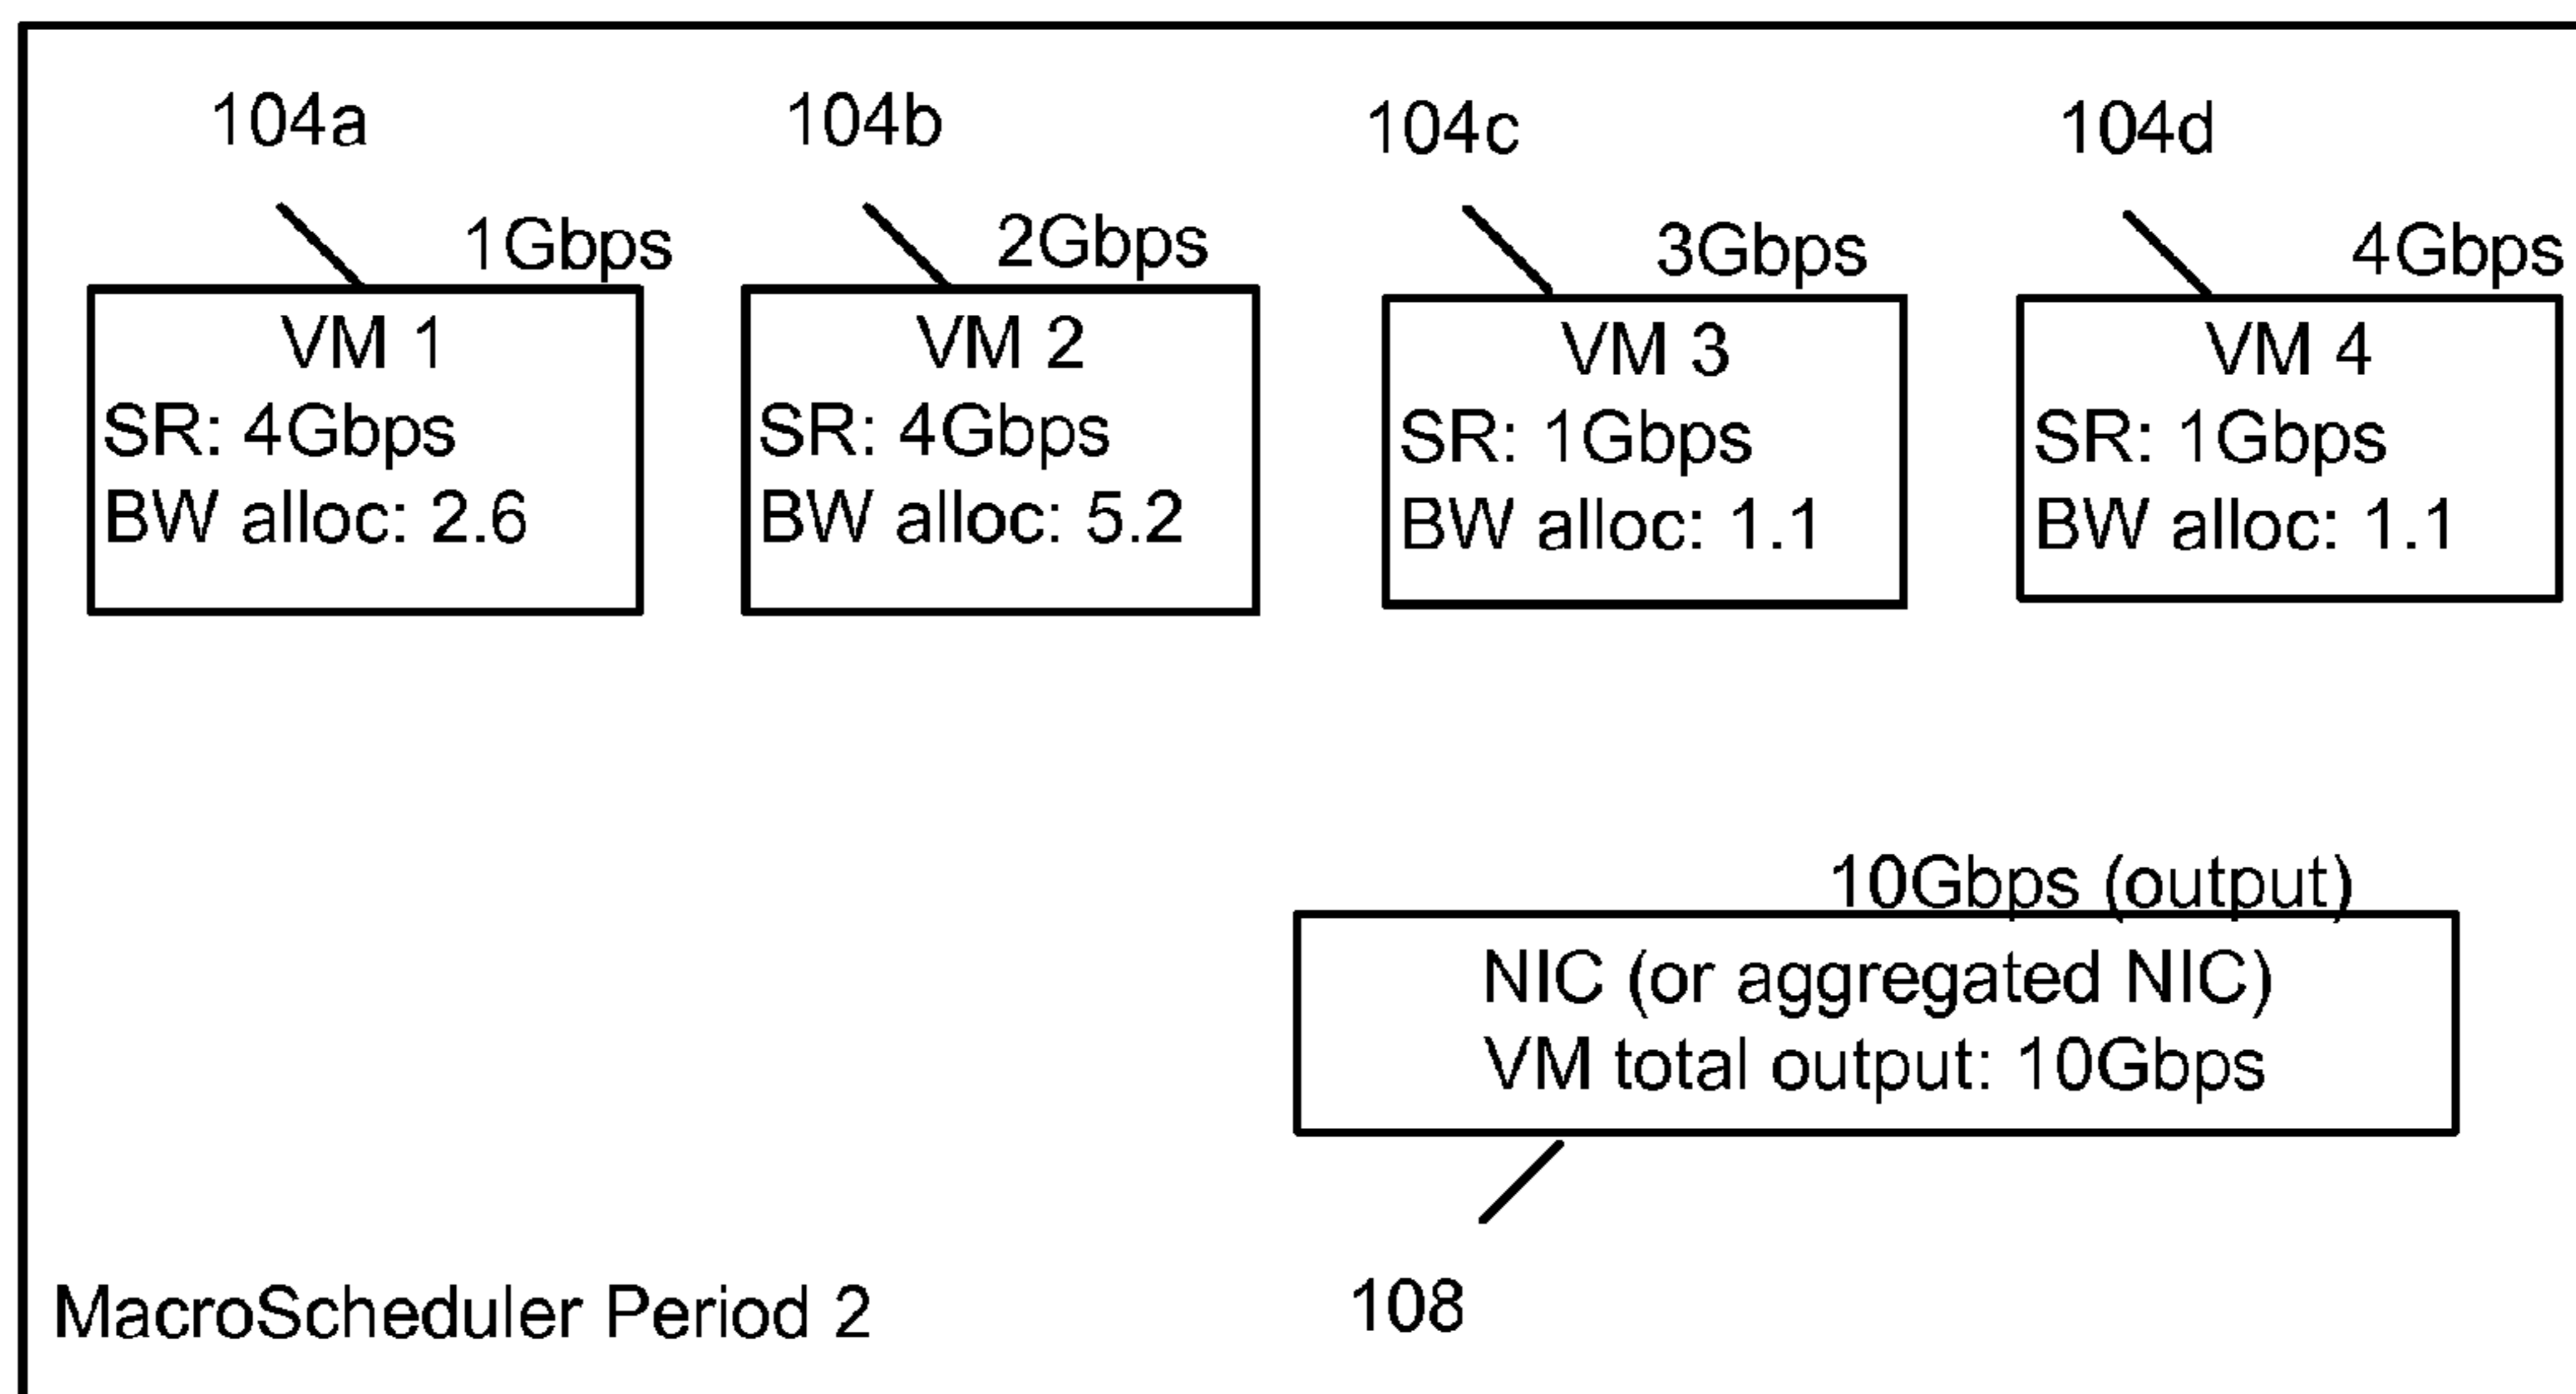 104a
104b
104c
104d
1Gbps
2Gbps
3Gbps
4Gbps
VM 1
SR: 4Gbps
BW alloc: 2.6
VM 2
SR: 4Gbps
BW alloc: 5.2
VM 3
SR: 1Gbps
BW alloc: 1.1
VM 4
SR: 1Gbps
BW alloc: 1.1
10Gbps (output)
NIC (or aggregated NIC)
VM total output: 10Gbps
108
MacroScheduler Period 2